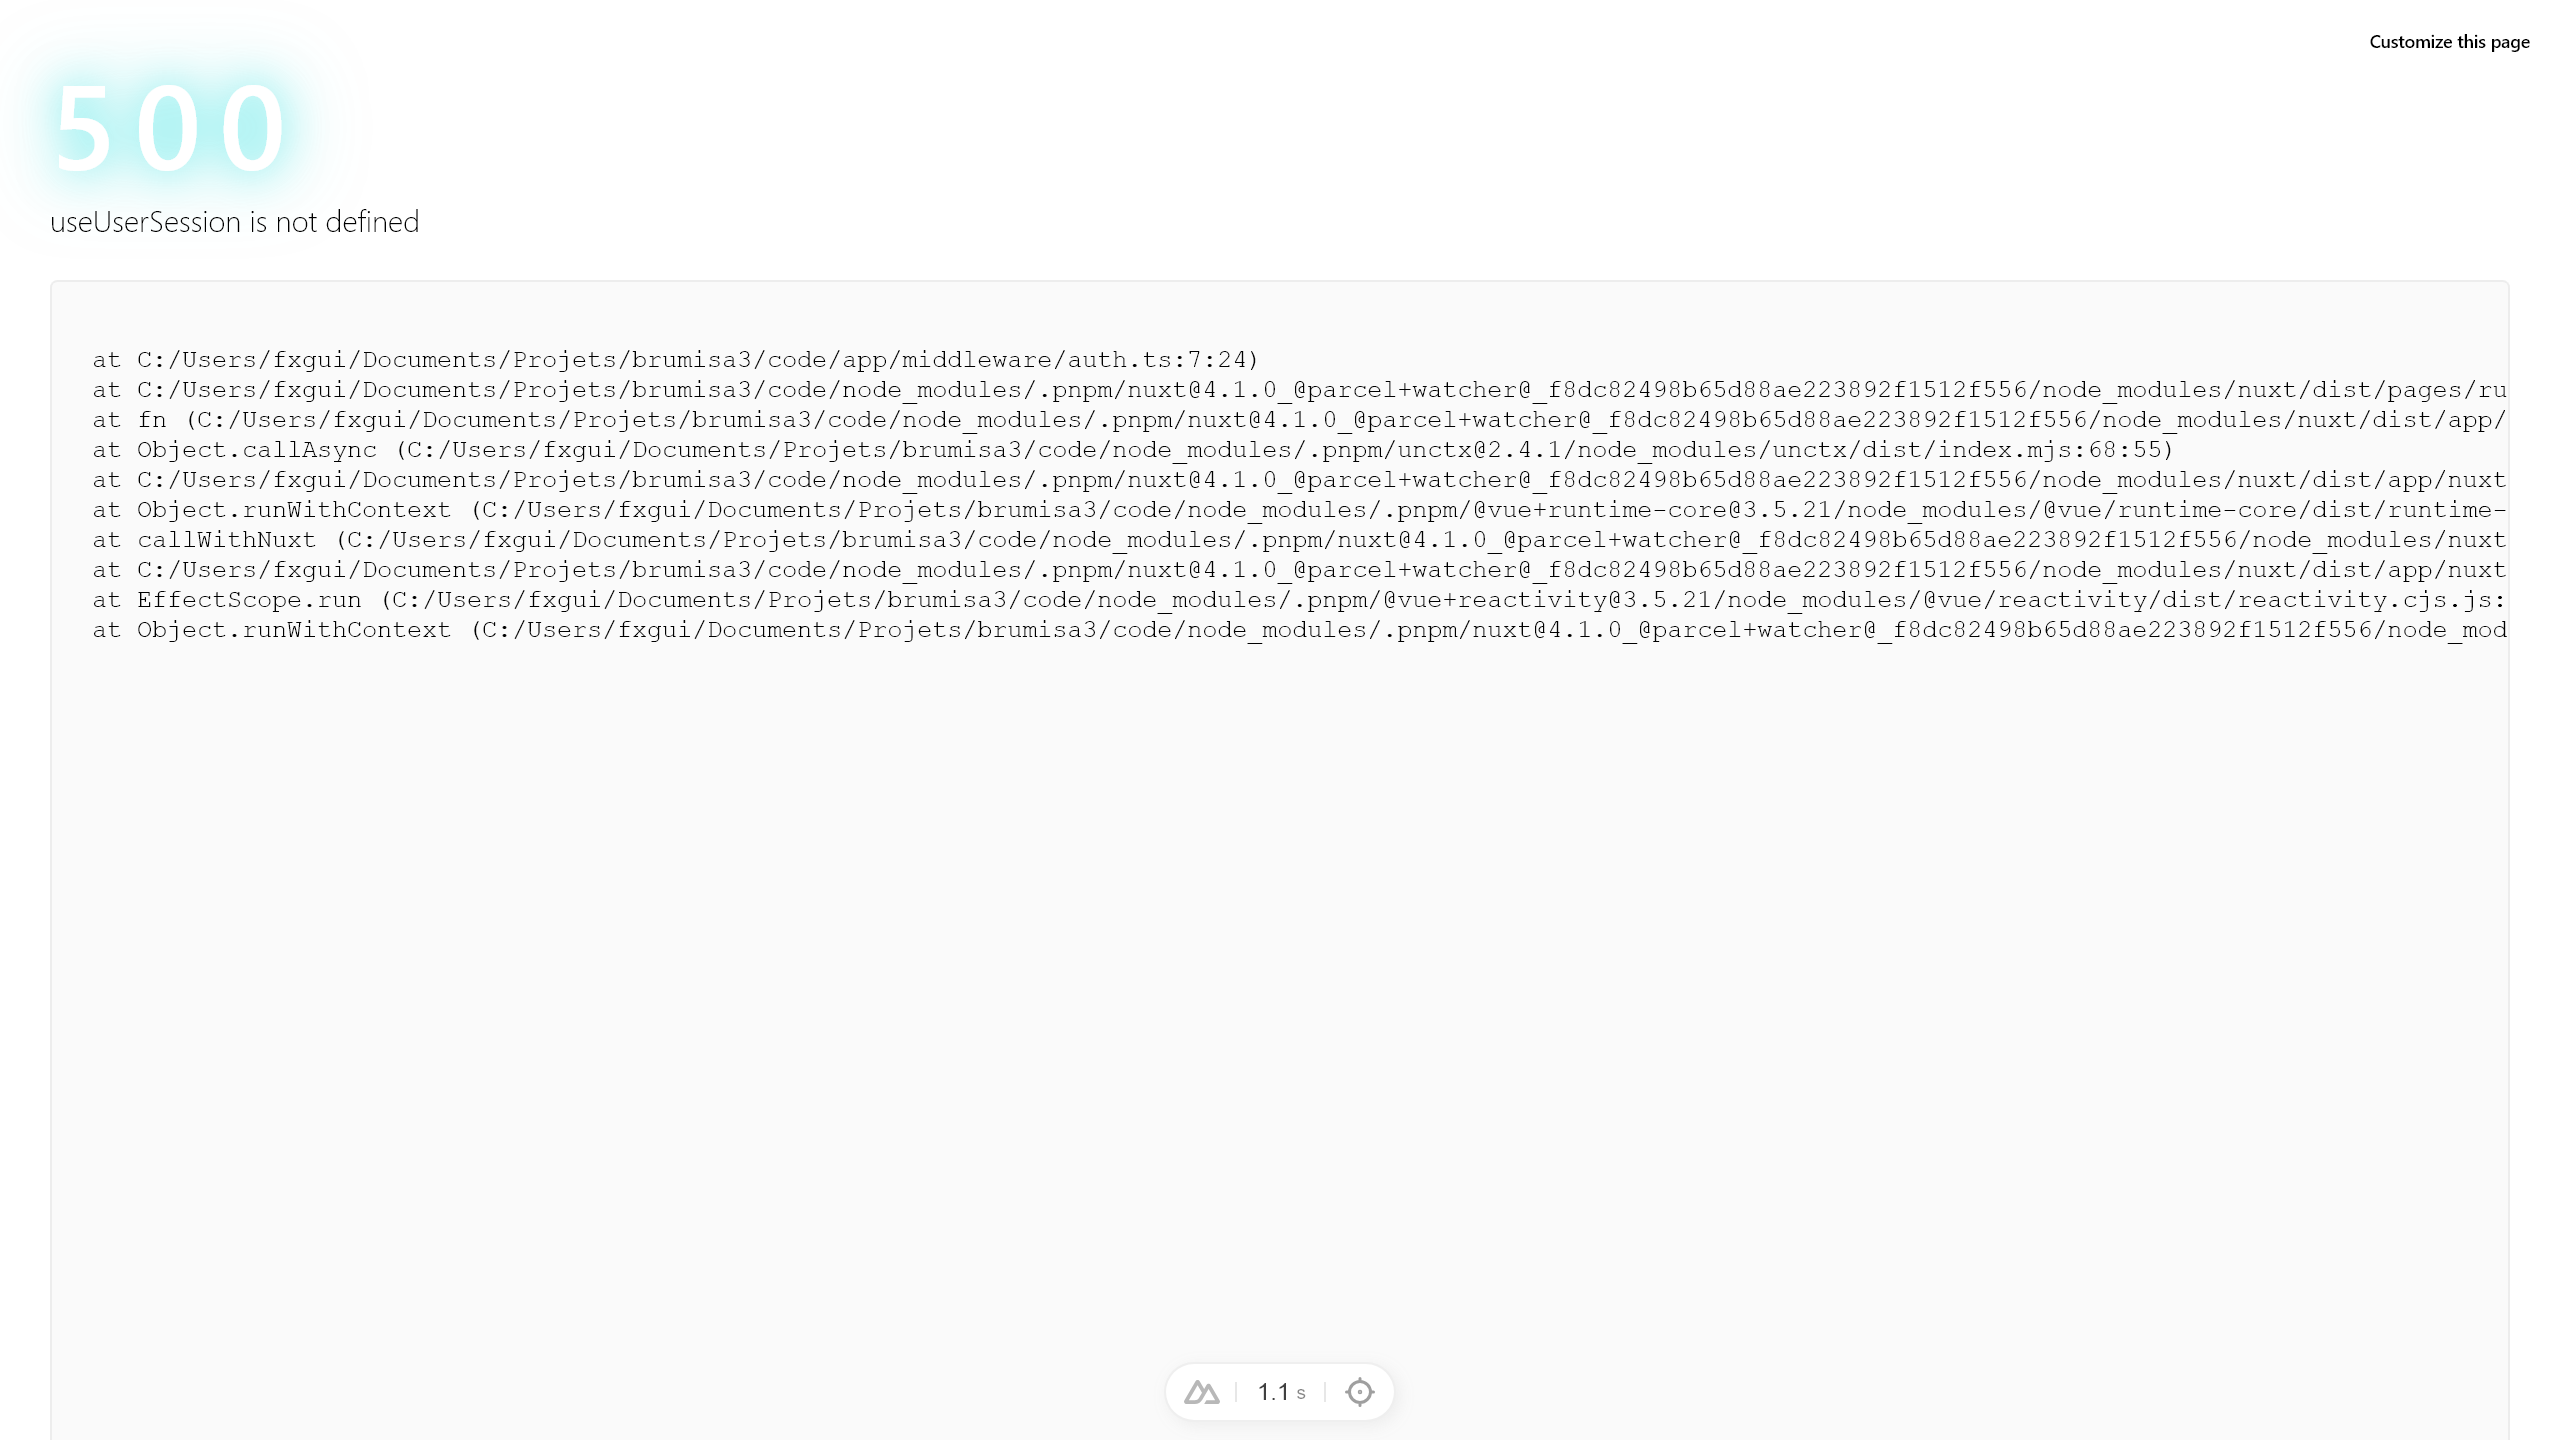 Customize this page
500
useUserSession is not defined
at C:/Users/fxgui/Documents/Projets/brumisa3/code/app/middleware/auth.ts:7:24)
at C:/Users/fxgui/Documents/Projets/brumisa3/code/node_modules/.pnpm/nuxt@4.1.0_@parcel+watcher@_f8dc82498b65d88ae223892f1512f556/node_modules/nuxt/dist/pages/ru
at fn (C:/Users/fxgui/Documents/Projets/brumisa3/code/node_modules/.pnpm/nuxt@4.1.0_@parcel+watcher@_f8dc82498b65d88ae223892f1512f556/node_modules/nuxt/dist/app/
at Object.callAsync (C:/Users/fxgui/Documents/Projets/brumisa3/code/node_modules/.pnpm/unctx@2.4.1/node_modules/unctx/dist/index.mjs:68:55)
at C:/Users/fxgui/Documents/Projets/brumisa3/code/node_modules/.pnpm/nuxt@4.1.0_@parcel+watcher@_f8dc82498b65d88ae223892f1512f556/node_modules/nuxt/dist/app/nuxt
at Object.runWithContext (C:/Users/fxgui/Documents/Projets/brumisa3/code/node_modules/.pnpm/@vue+runtime-core@3.5.21/node_modules/@vue/runtime-core/dist/runtime-
at callWithNuxt (C:/Users/fxgui/Documents/Projets/brumisa3/code/node_modules/.pnpm/nuxt@4.1.0_@parcel+watcher@_f8dc82498b65d88ae223892f1512f556/node_modules/nuxt
at C:/Users/fxgui/Documents/Projets/brumisa3/code/node_modules/.pnpm/nuxt@4.1.0_@parcel+watcher@_f8dc82498b65d88ae223892f1512f556/node_modules/nuxt/dist/app/nuxt
at EffectScope.run (C:/Users/fxgui/Documents/Projets/brumisa3/code/node_modules/.pnpm/@vue+reactivity@3.5.21/node_modules/@vue/reactivity/dist/reactivity.cjs.js:
at Object.runWithContext (C:/Users/fxgui/Documents/Projets/brumisa3/code/node_modules/.pnpm/nuxt@4.1.0_@parcel+watcher@_f8dc82498b65d88ae223892f1512f556/node_mod
1.1 s